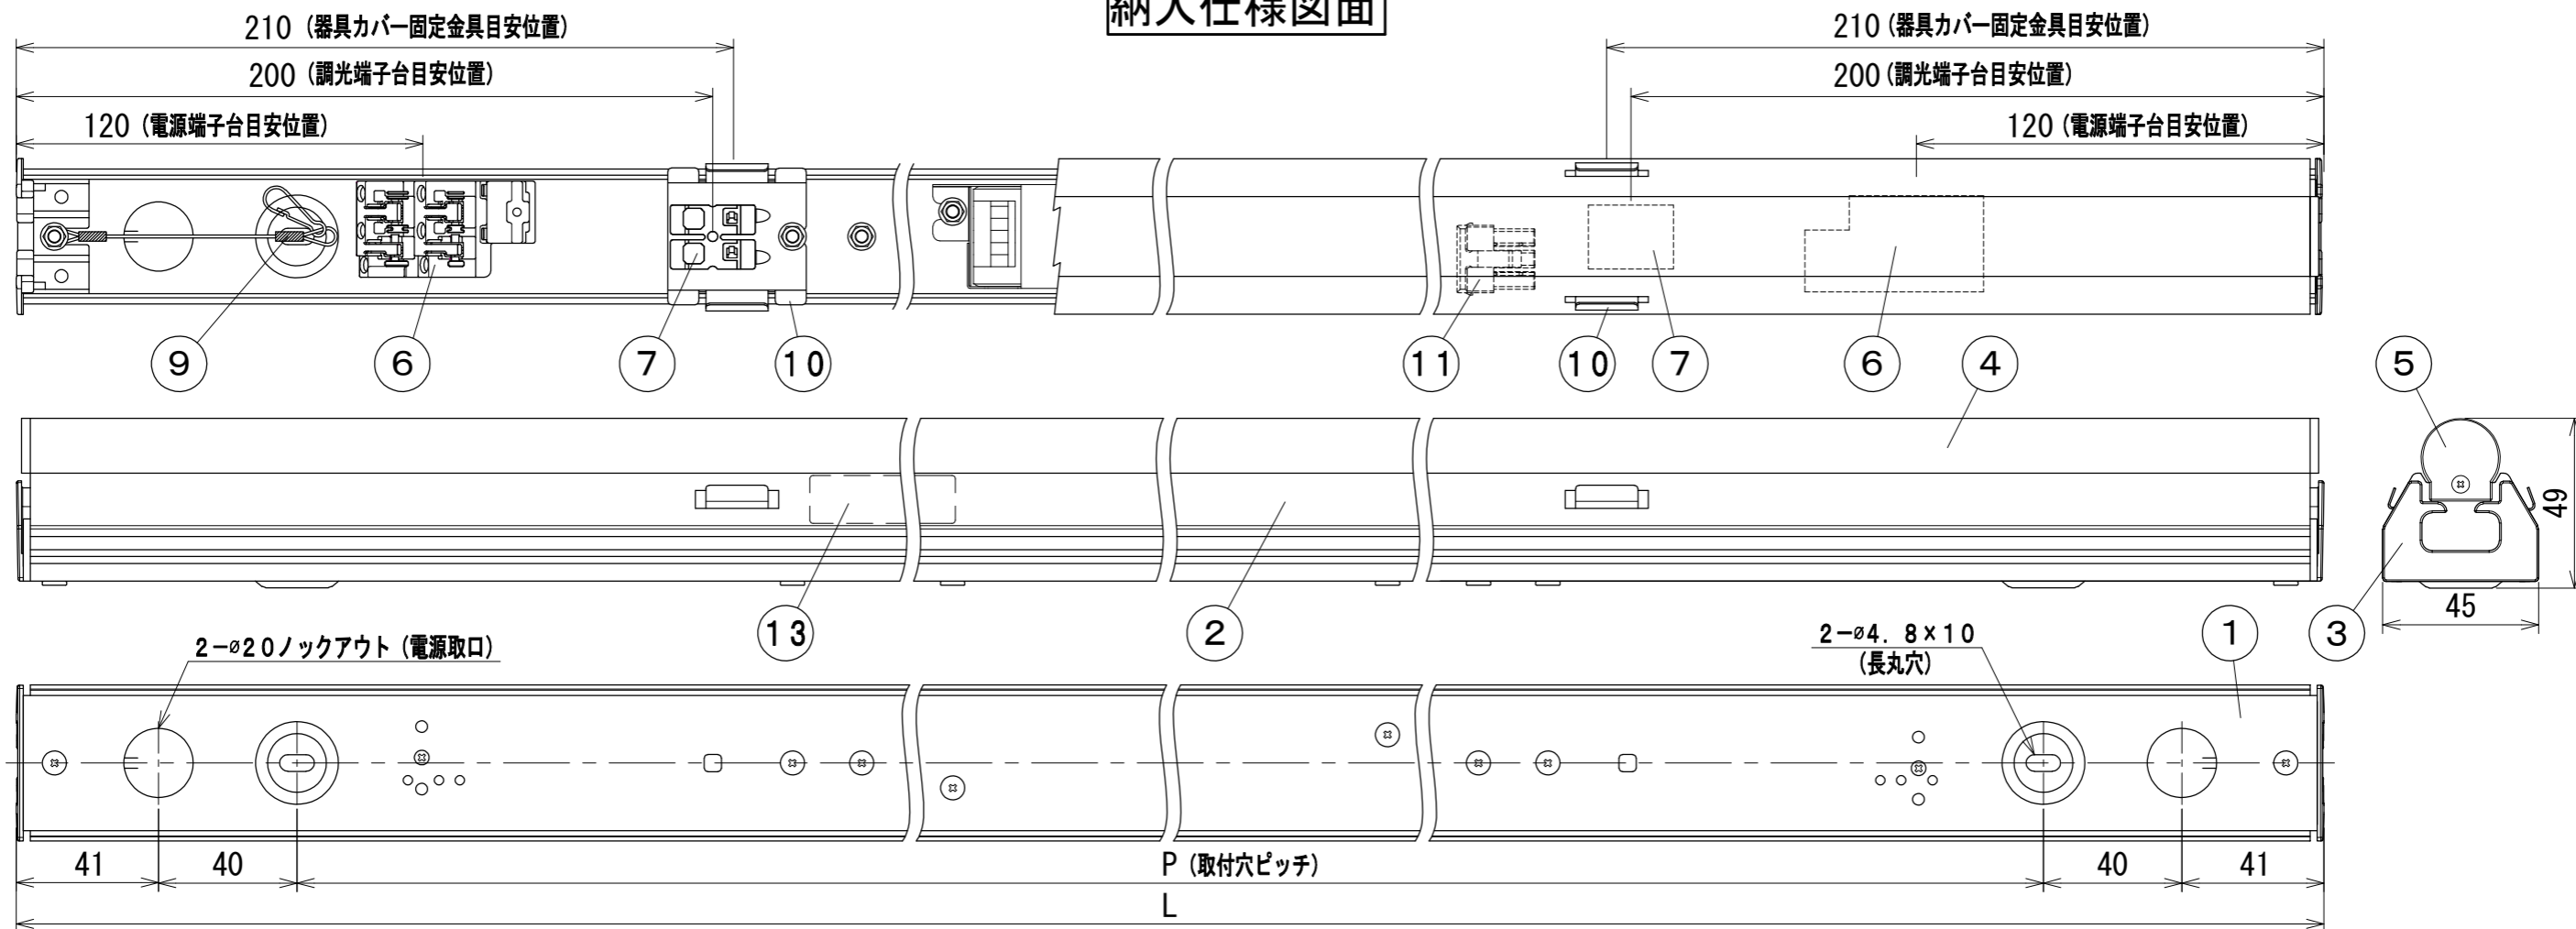 納入仕様図面
210 (器具カバー固定金具目安位置)
210 (器具カバー固定金具目安位置)
200 (調光端子台目安位置)
200 (調光端子台目安位置)
120 (電源端子台目安位置)
120 (電源端子台目安位置)
9
6
7
10
11
10
7
6
4
5
49
45
13
2
3
1
2-ø20ノックアウト (電源取口)
2-ø4.8×10
(長丸穴)
41
40
P (取付穴ピッチ)
40
41
L